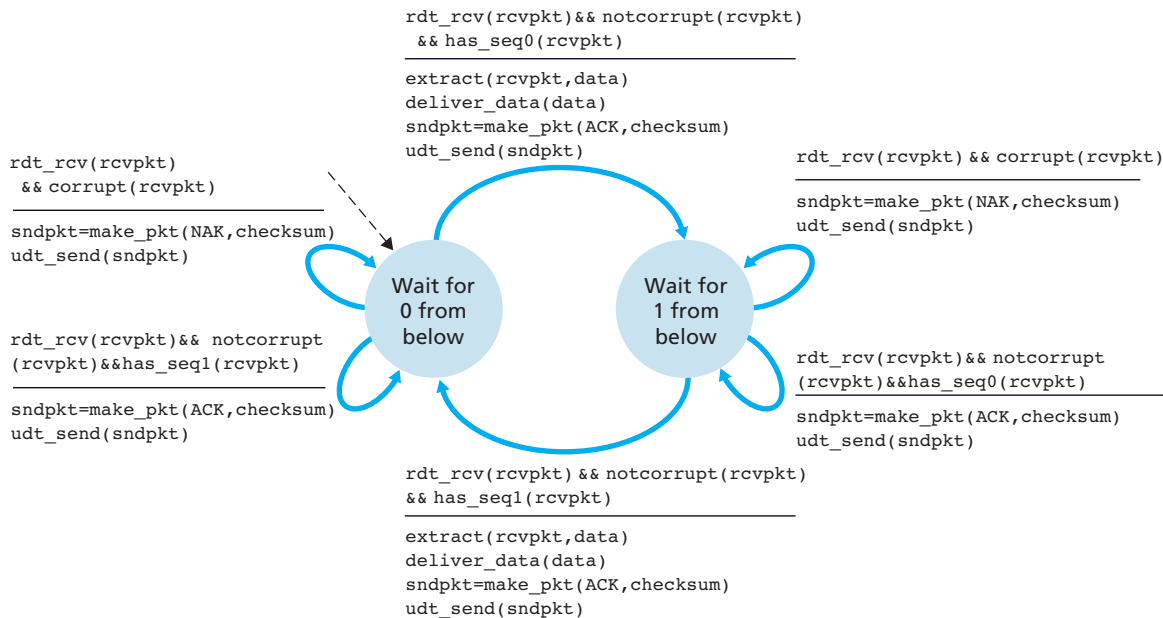 rdt_rcv(rcvpkt)&& notcorrupt(rcvpkt)
&& has_seq0(rcvpkt)
extract(rcvpkt,data)
deliver_data(data)
sndpkt=make_pkt(ACK,checksum)
udt_send(sndpkt)
rdt_rcv(rcvpkt)
&& corrupt(rcvpkt)
sndpkt=make_pkt(NAK,checksum)
udt_send(sndpkt)
rdt_rcv(rcvpkt) && corrupt(rcvpkt)
sndpkt=make_pkt(NAK,checksum)
udt_send(sndpkt)
Wait for
0 from
below
Wait for
1 from
below
rdt_rcv(rcvpkt)&& notcorrupt
(rcvpkt)&&has_seq1(rcvpkt)
sndpkt=make_pkt(ACK,checksum)
udt_send(sndpkt)
rdt_rcv(rcvpkt)&& notcorrupt
(rcvpkt)&&has_seq0(rcvpkt)
sndpkt=make_pkt(ACK,checksum)
udt_send(sndpkt)
rdt_rcv(rcvpkt) && notcorrupt(rcvpkt)
&& has_seq1(rcvpkt)
extract(rcvpkt,data)
deliver_data(data)
sndpkt=make_pkt(ACK,checksum)
udt_send(sndpkt)